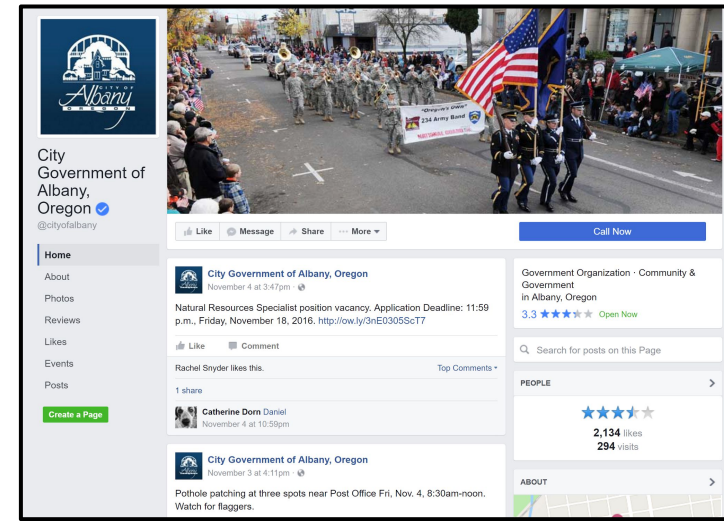 CITY OF
Albany
OREGON
City
Government of
Albany,
Oregon
@cityofalbany
Home
About
Photos
Reviews
Likes
Events
Posts
Create a Page
"Oregon's Own"
234 Army Band
Like
Message
Share
More
Call Now
City Government of Albany, Oregon
November 4 at 3:47pm ·
Natural Resources Specialist position vacancy. Application Deadline: 11:59
p.m., Friday, November 18, 2016. http://ow.ly/3nE0305ScT7
Like
Comment
Rachel Snyder likes this.
Top Comments
1 share
Catherine Dorn Daniel
November 4 at 10:59pm
City Government of Albany, Oregon
November 3 at 4:11pm ·
Pothole patching at three spots near Post Office Fri, Nov. 4, 8:30am-noon.
Watch for flaggers.
Government Organization · Community &
Government
in Albany, Oregon
3.3 Open Now
Search for posts on this Page
PEOPLE
2,134 likes
294 visits
ABOUT